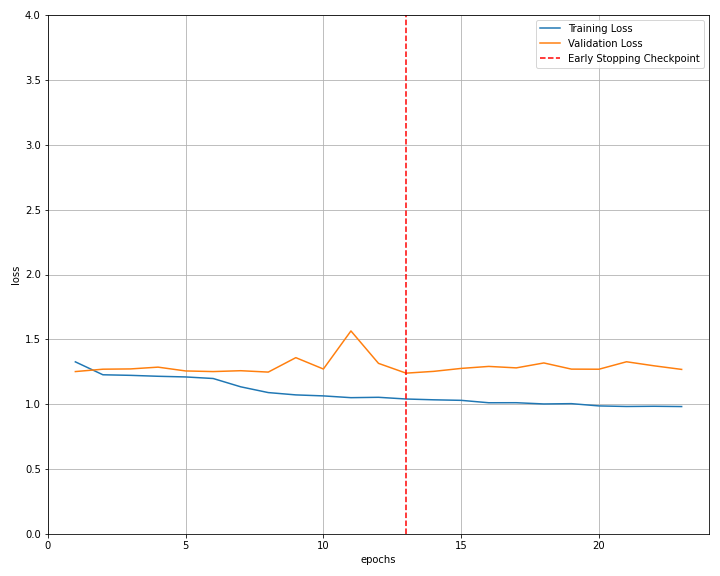 4.0
3.5
3.0
2.5
2.0
1.5
1.0
0.5
0.0
loss
0
5
10
15
20
epochs
Training Loss
Validation Loss
Early Stopping Checkpoint